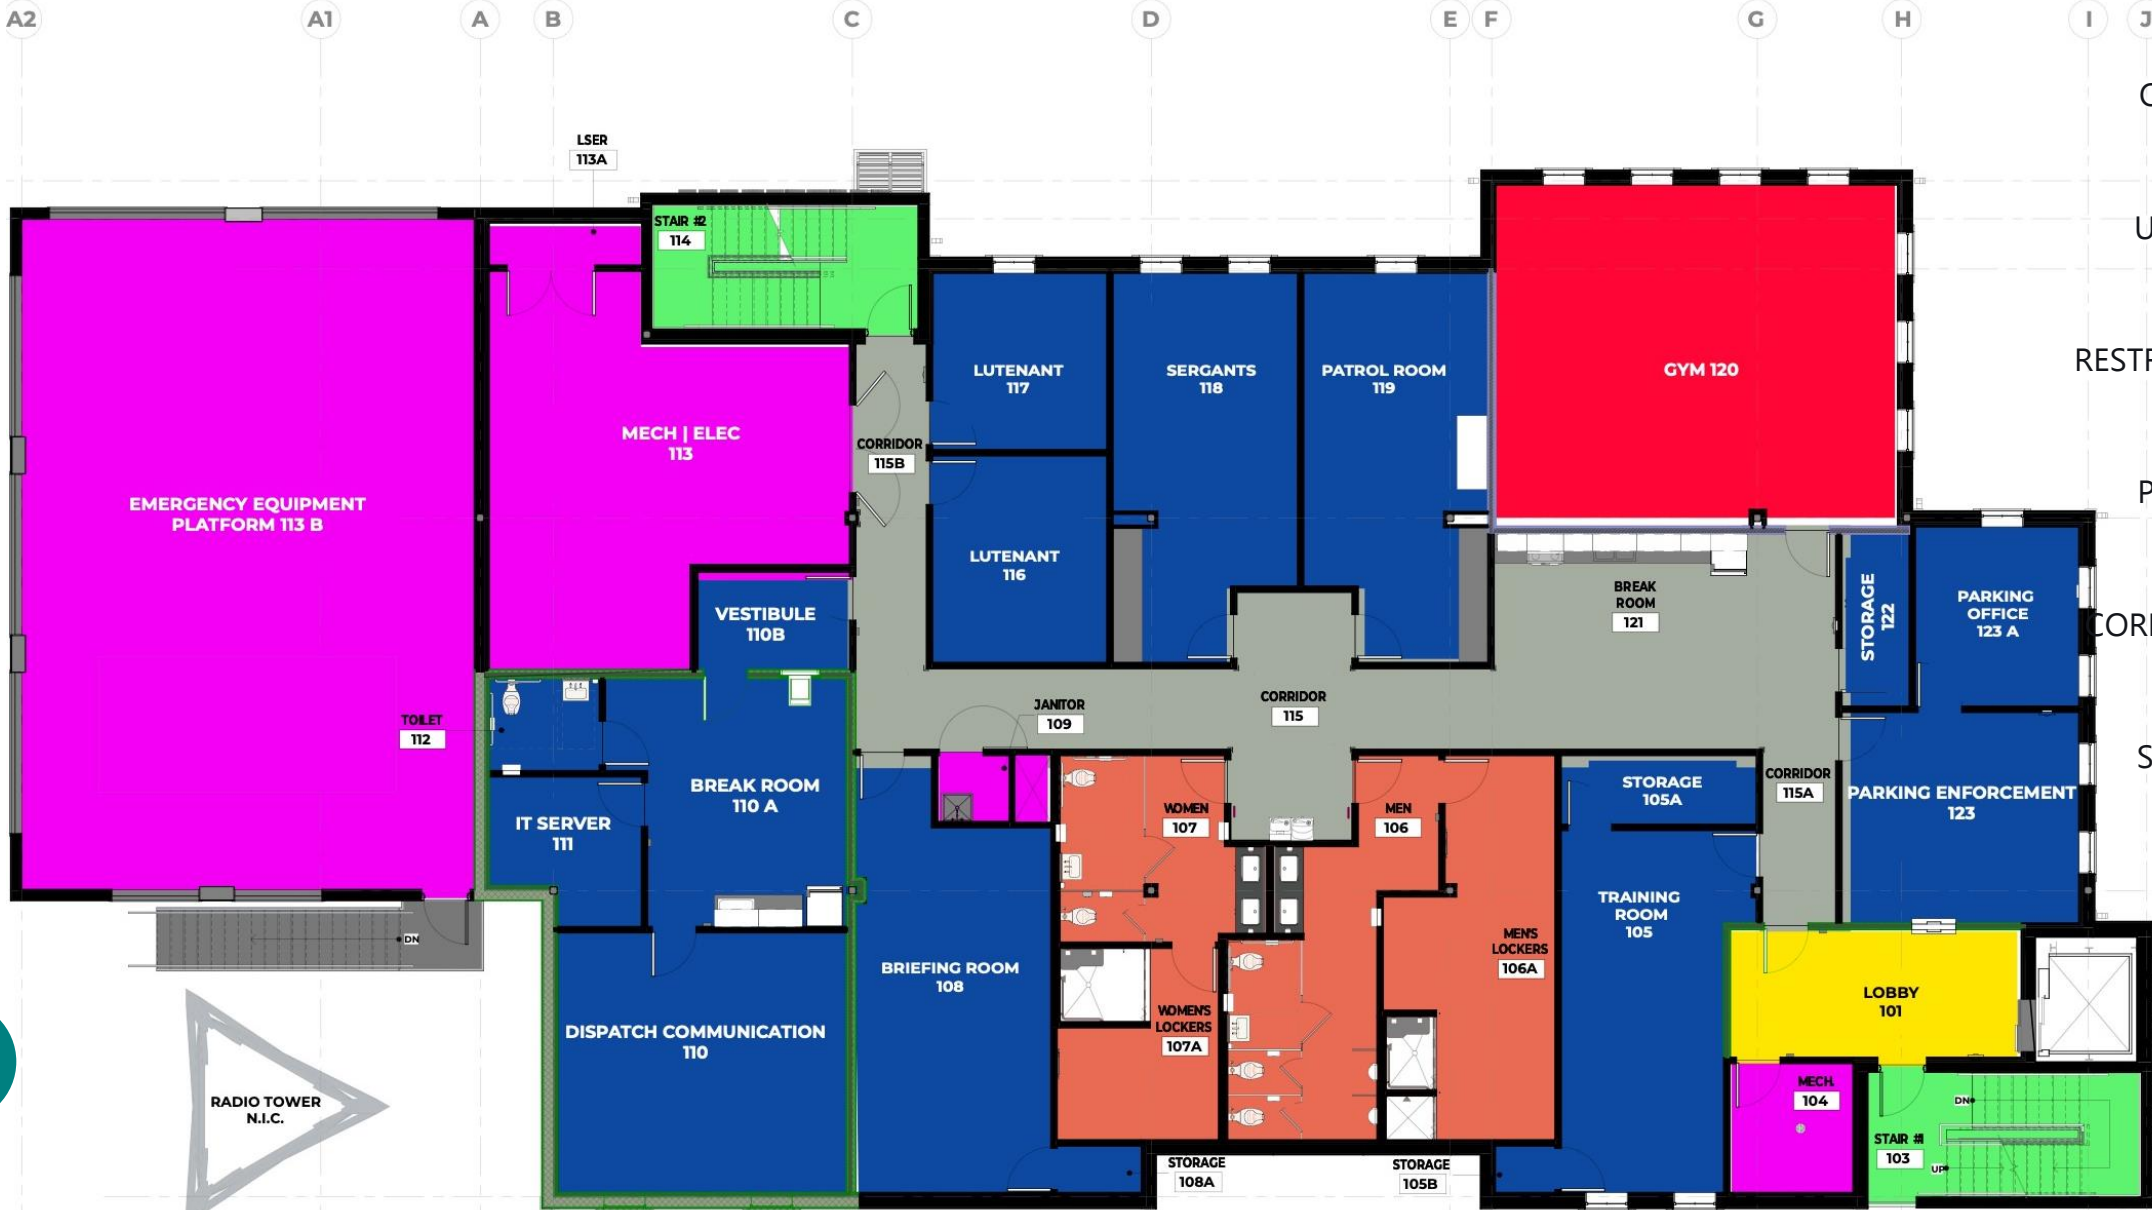 A2
A1
A
B
C
D
E
F
G
H
I
J
LSER
113A
STAIR #2
114
LUTENANT
117
SERGANTS
118
PATROL ROOM
119
GYM 120
MECH | ELEC
113
CORRIDOR
115B
EMERGENCY EQUIPMENT
PLATFORM 113 B
LUTENANT
116
BREAK
ROOM
121
STORAGE
122
PARKING
OFFICE
123 A
VESTIBULE
110B
CORRIDOR
115
JANITOR
109
TOILET
112
BREAK ROOM
110 A
IT SERVER
111
WOMEN
107
MEN
106
STORAGE
105A
CORRIDOR
115A
PARKING ENFORCEMENT
123
TRAINING
ROOM
105
DN
BRIEFING ROOM
108
MEN'S
LOCKERS
106A
LOBBY
101
WOMEN'S
LOCKERS
107A
DISPATCH COMMUNICATION
110
RADIO TOWER
N.I.C.
MECH.
104
DN
STAIR #1
103
UP
STORAGE
108A
STORAGE
105B